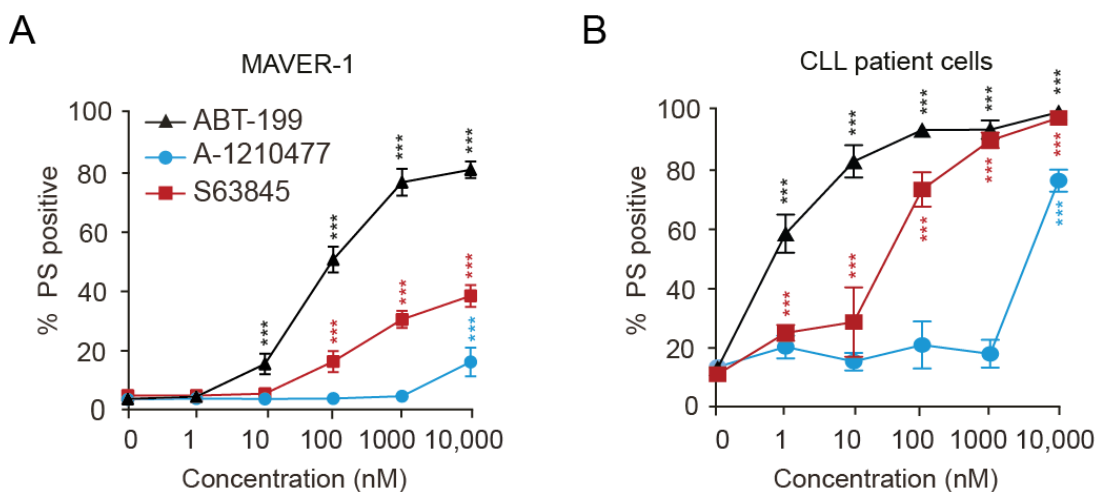 A
MAVER-1
% PS positive
100
80
60
40
20
0
ABT-199
A-1210477
S63845
***
***
***
***
***
***
***
***
0 1 10 100 1000 10,000
Concentration (nM)
B
CLL patient cells
% PS positive
100
80
60
40
20
0
***
***
***
***
***
***
***
***
***
***
***
0 1 10 100 1000 10,000
Concentration (nM)